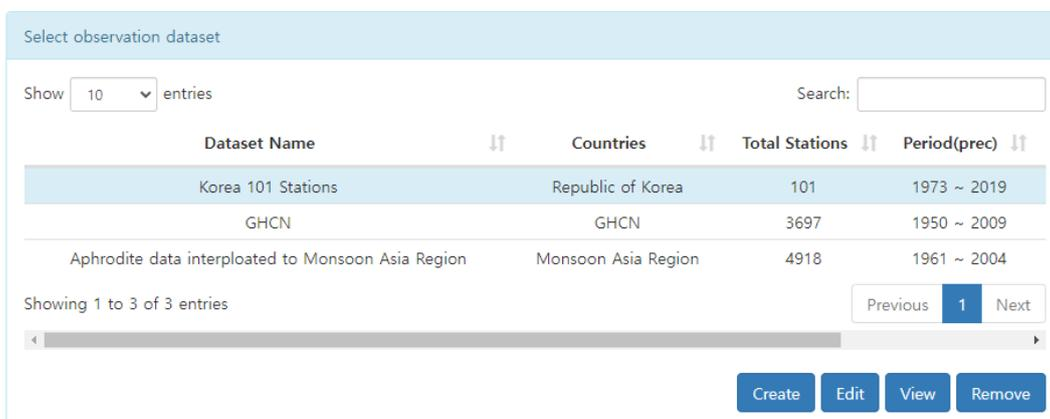 Select observation dataset
Show 10 entries Search:
Dataset Name Countries Total Stations Period(prec)
Korea 101 Stations Republic of Korea 101 1973 ~ 2019
GHCN GHCN 3697 1950 ~ 2009
Aphrodite data interploated to Monsoon Asia Region Monsoon Asia Region 4918 1961 ~ 2004
Showing 1 to 3 of 3 entries Previous 1 Next
Create Edit View Remove